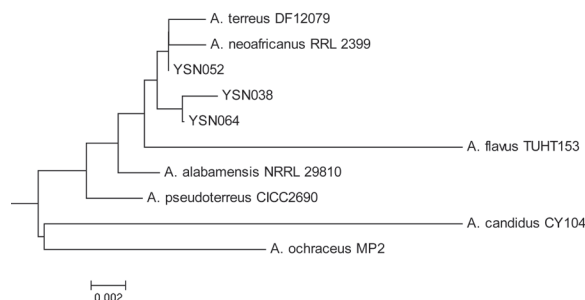 A. terreus DF12079
A. neoafricanus RRL 2399
YSN052
YSN038
YSN064
A. flavus TUHT153
A. alabamensis NRRL 29810
A. pseudoterreus CICC2690
A. candidus CY104
A. ochraceus MP2
0.002